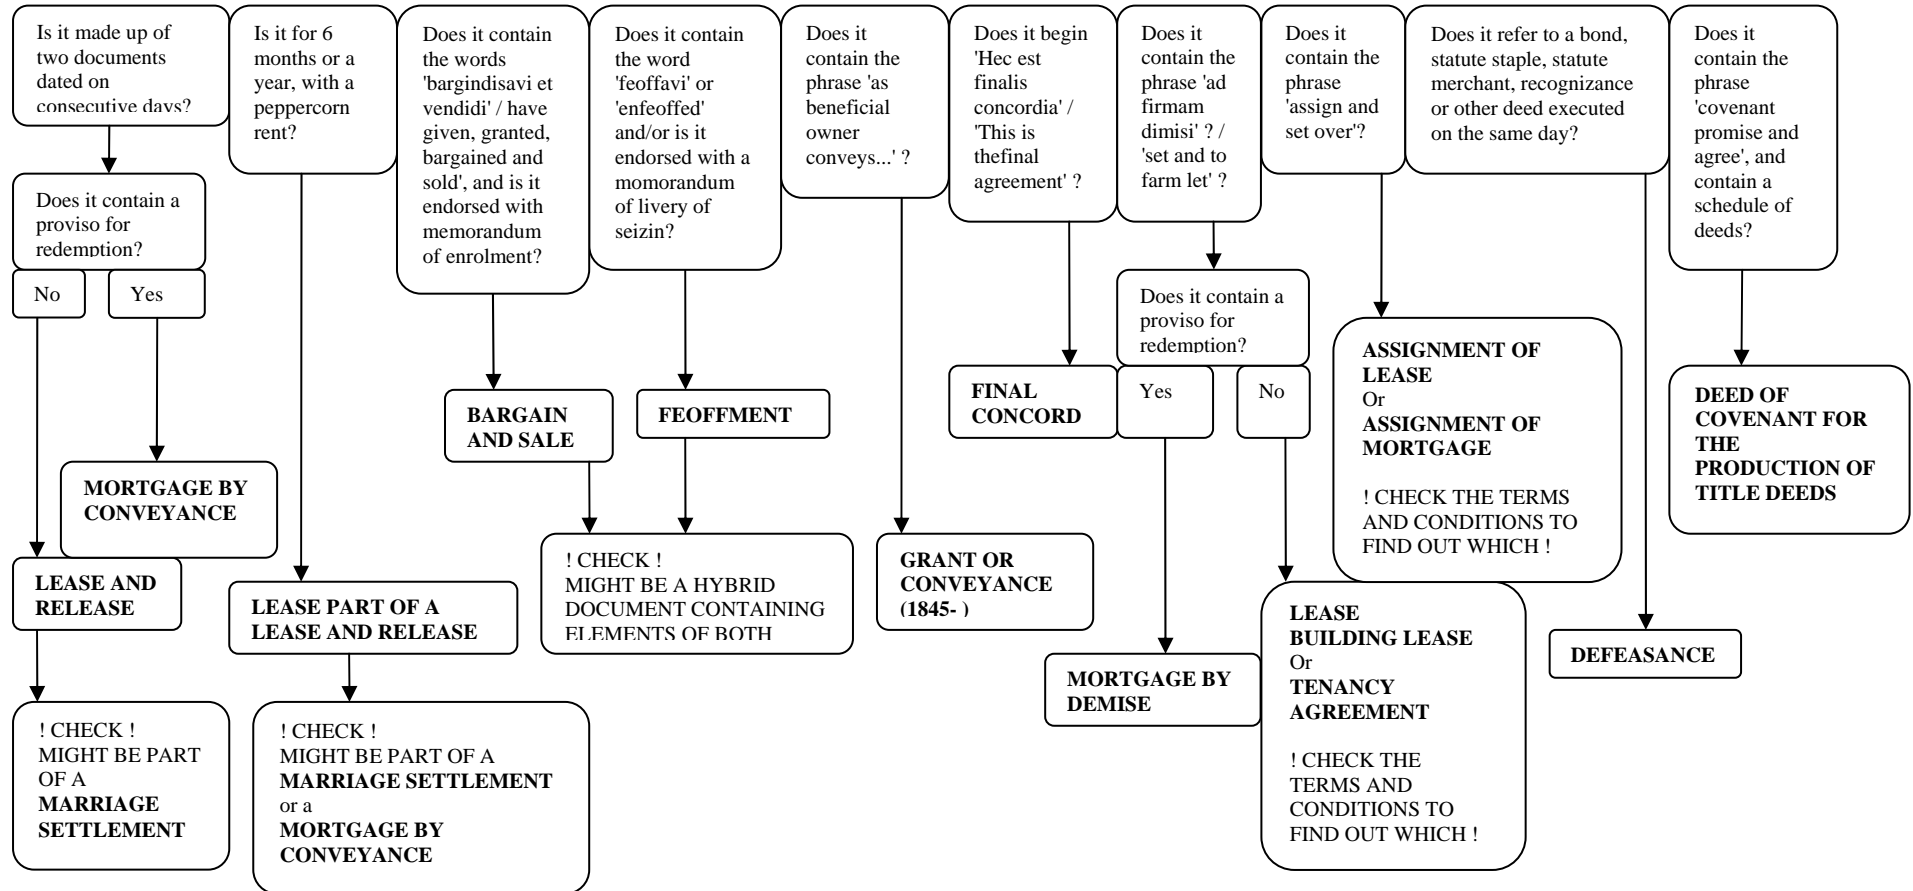 Is it made up of
two documents
dated on
consecutive days?
Is it for 6
months or a
year, with a
peppercorn
rent?
Does it contain
the words
'bargindisavi et
vendidi' / have
given, granted,
bargained and
sold', and is it
endorsed with
memorandum
of enrolment?
Does it contain
the word
'feoffavi' or
'enfeoffed'
and/or is it
endorsed with a
momorandum
of livery of
seizin?
Does it
contain the
phrase 'as
beneficial
owner
conveys...' ?
Does it begin
'Hec est
finalis
concordia' /
'This is
thefinal
agreement' ?
Does it
contain the
phrase 'ad
firmam
dimisi' ? /
'set and to
farm let' ?
Does it
contain the
phrase
'assign and
set over'?
Does it refer to a bond,
statute staple, statute
merchant, recognizance
or other deed executed
on the same day?
Does it
contain the
phrase
'covenant
promise and
agree', and
contain a
schedule of
deeds?
Does it contain a
proviso for
redemption?
No
Yes
MORTGAGE BY
CONVEYANCE
LEASE AND
RELEASE
! CHECK !
MIGHT BE PART
OF A
MARRIAGE
SETTLEMENT
LEASE PART OF A
LEASE AND RELEASE
! CHECK !
MIGHT BE PART OF A
MARRIAGE SETTLEMENT
or a
MORTGAGE BY
CONVEYANCE
BARGAIN
AND SALE
FEOFFMENT
! CHECK !
MIGHT BE A HYBRID
DOCUMENT CONTAINING
ELEMENTS OF BOTH
GRANT OR
CONVEYANCE
(1845- )
FINAL
CONCORD
Does it contain a
proviso for
redemption?
Yes
No
MORTGAGE BY
DEMISE
LEASE
BUILDING LEASE
Or
TENANCY
AGREEMENT
! CHECK THE
TERMS AND
CONDITIONS TO
FIND OUT WHICH !
ASSIGNMENT OF
LEASE
Or
ASSIGNMENT OF
MORTGAGE
! CHECK THE TERMS
AND CONDITIONS TO
FIND OUT WHICH !
DEFEASANCE
DEED OF
COVENANT FOR
THE
PRODUCTION OF
TITLE DEEDS